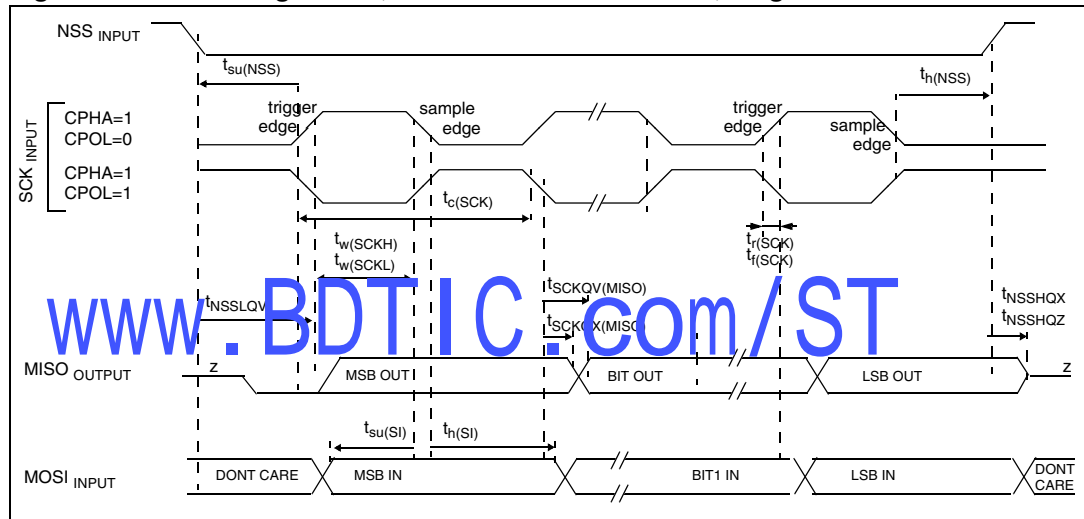 NSS INPUT
tsu(NSS)
th(NSS)
SCK INPUT
CPHA=1
CPOL=0
CPHA=1
CPOL=1
trigger
edge
sample
edge
trigger
edge
sample
edge
tc(SCK)
tw(SCKH)
tw(SCKL)
tr(SCK)
tf(SCK)
tNSSLQV
tSCKQV(MISO)
tSCKQX(MISO)
tNSSHQX
tNSSHQZ
www.BDTIC.com/ST
MISO OUTPUT
z
MSB OUT
BIT OUT
LSB OUT
z
tsu(SI)
th(SI)
MOSI INPUT
DONT CARE
MSB IN
BIT1 IN
LSB IN
DONT
CARE